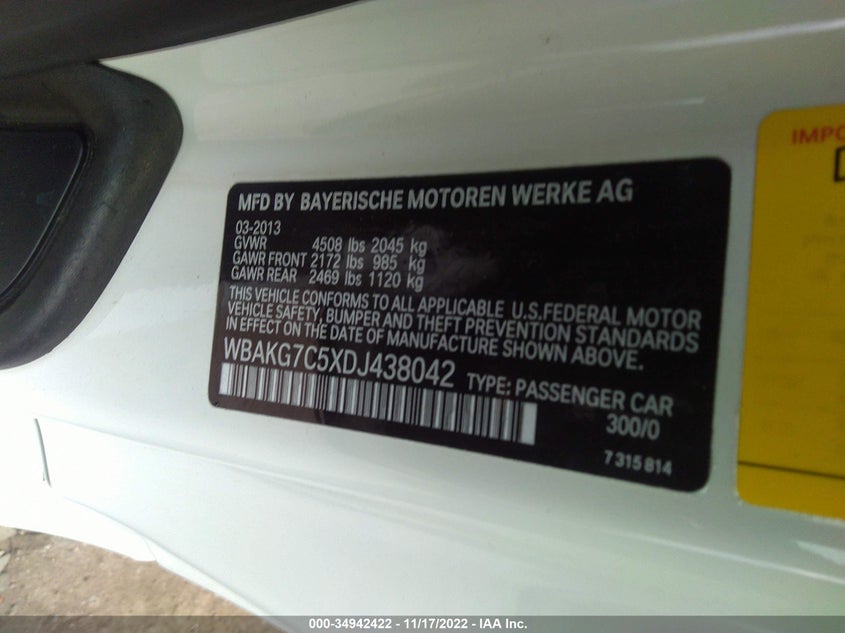 MFD BY BAYERISCHE MOTOREN WERKE AG
03-2013
GVWR 4508 lbs 2045 kg
GAWR FRONT 2172 lbs 985 kg
GAWR REAR 2469 lbs 1120 kg
THIS VEHICLE CONFORMS TO ALL APPLICABLE U.S.FEDERAL MOTOR
VEHICLE SAFETY, BUMPER AND THEFT PREVENTION STANDARDS
IN EFFECT ON THE DATE OF MANUFACTURE SHOWN ABOVE.
WBAKG7C5XDJ438042 TYPE: PASSENGER CAR
300/0
7 315 814
IMPO
000-34942422 - 11/17/2022 - IAA Inc.